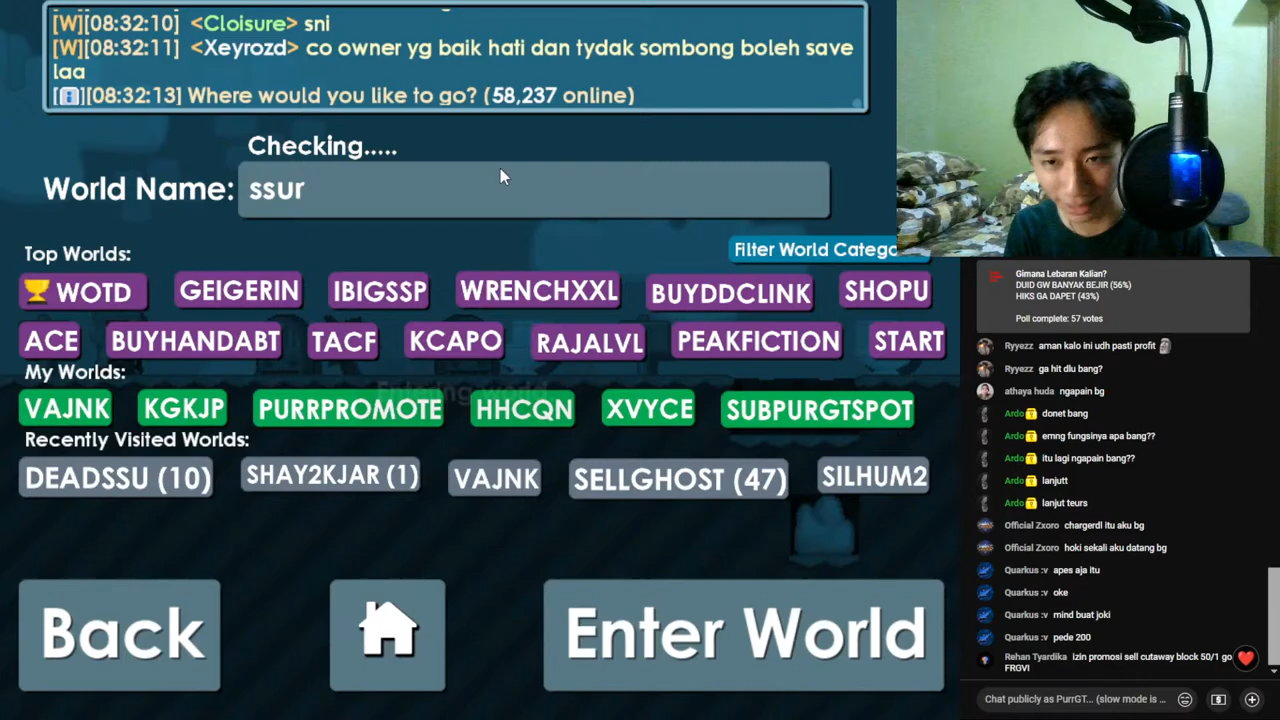 [W][08:32:10] <Cloisure> sni
[W][08:32:11] <Xeyrozd> co owner yg baik hati dan tydak sombong boleh save
laa
[08:32:13] Where would you like to go? (58,237 online)
Checking.....
World Name: ssur
Top Worlds:
Filter World Catego
WOTD GEIGERIN IBIGSSP WRENCHXXL BUYDDCLINK SHOPU
ACE BUYHANDABT TACF KCAPO RAJALVL PEAKFICTION START
My Worlds:
Entering world...
VAJNK KGKJP PURRPROMOTE HHCQN XVYCE SUBPURGTSPOT
Recently Visited Worlds:
DEADSSU (10) SHAY2KJAR (1) VAJNK SELLGHOST (47) SILHUM2
Back
Enter World
Gimana Lebaran Kalian?
DUID GW BANYAK BEJIR (56%)
HIKS GA DAPET (43%)
Poll complete: 57 votes
Ryyezz aman kalo ini udh pasti profit
Ryyezz ga hit dlu bang?
athaya huda ngapain bg
Ardo donet bang
Ardo emng fungsinya apa bang??
Ardo itu lagi ngapain bang??
Ardo lanjutt
Ardo lanjut teurs
Official Zxoro chargerdl itu aku bg
Official Zxoro hoki sekali aku datang bg
Quarkus :v apes aja itu
Quarkus :v oke
Quarkus :v mind buat joki
Quarkus :v pede 200
Rehan Tyardika izin promosi sell cutaway block 50/1 go
FRGVI
Chat publicly as PurrGT... (slow mode is ...